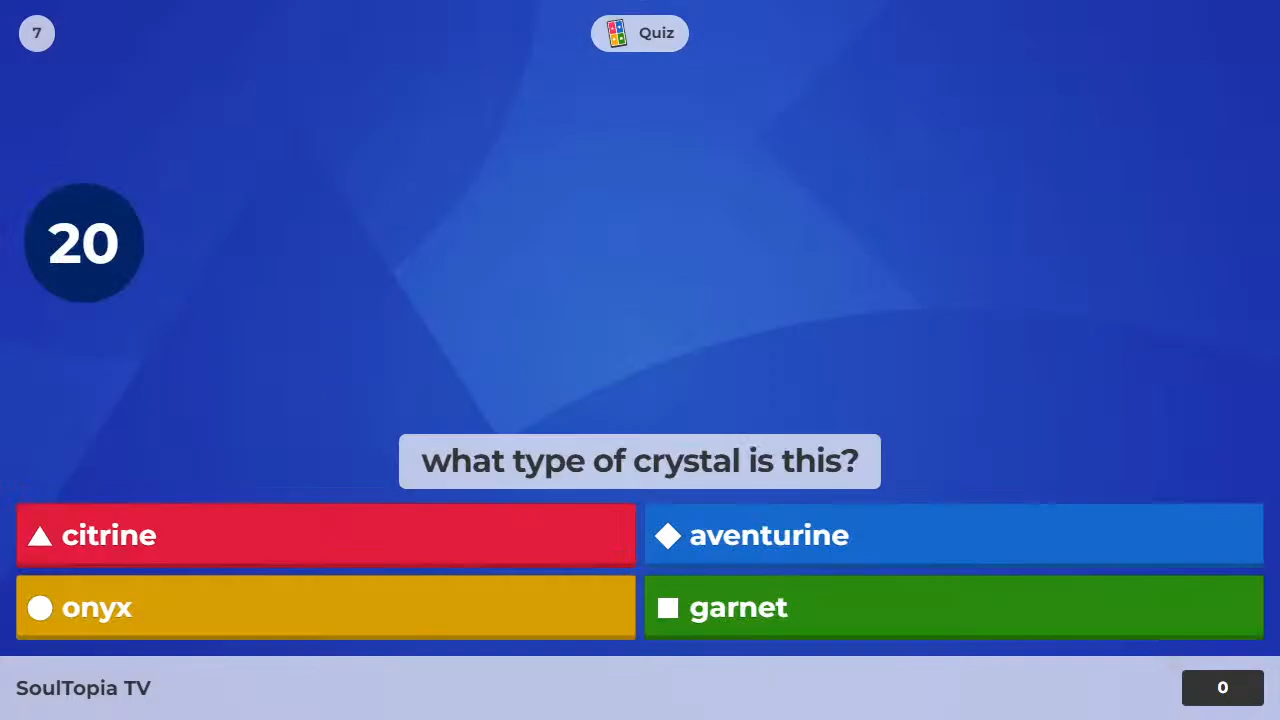 7
Quiz
20
what type of crystal is this?
citrine
aventurine
onyx
garnet
SoulTopia TV
0